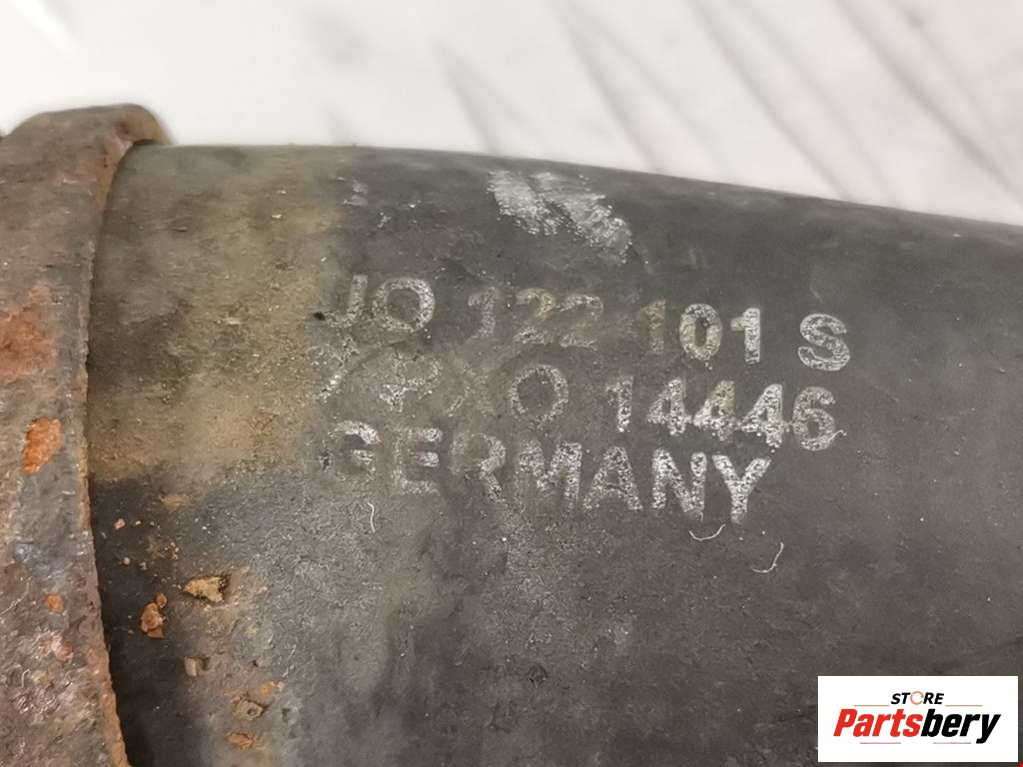 JO 122 101 S
14446
GERMANY
STORE
Partsbery